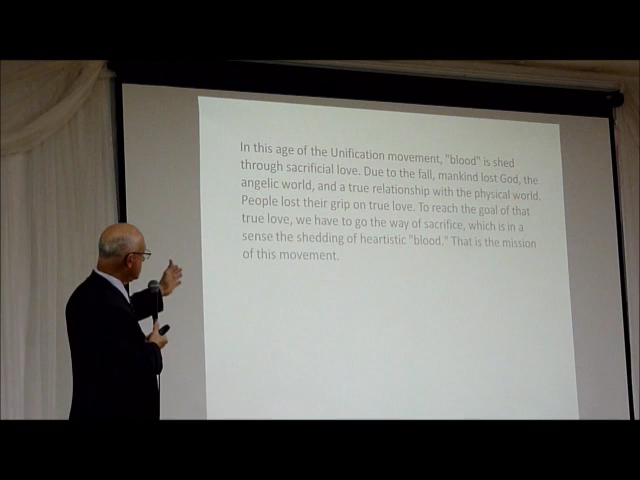 In this age of the Unification movement, "blood" is shed
through sacrificial love. Due to the fall, mankind lost God, the
angelic world, and a true relationship with the physical world.
People lost their grip on true love. To reach the goal of that
true love, we have to go the way of sacrifice, which is in a
sense the shedding of heartistic "blood." That is the mission
of this movement.